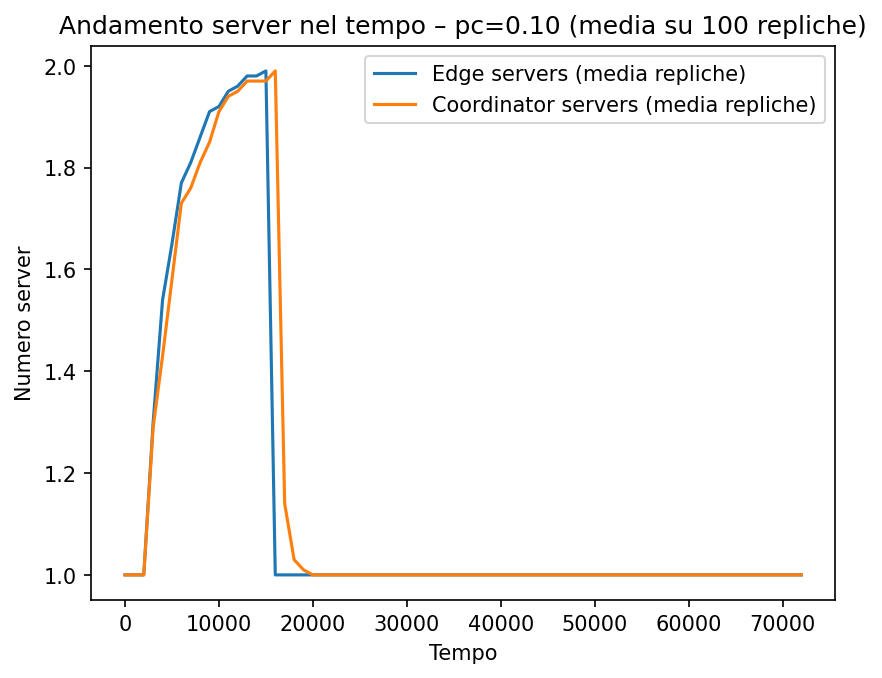 Andamento server nel tempo – pc=0.10 (media su 100 repliche)
Edge servers (media repliche)
Coordinator servers (media repliche)
Numero server
2.0
1.8
1.6
1.4
1.2
1.0
0 10000 20000 30000 40000 50000 60000 70000
Tempo